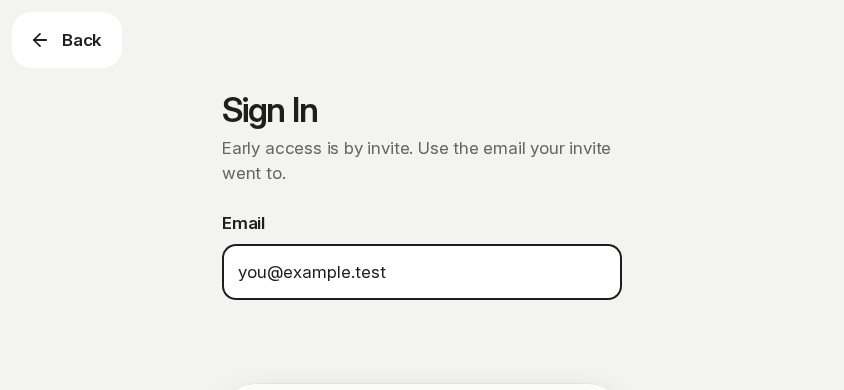 Back
Sign In
Early access is by invite. Use the email your invite
went to.
Email
you@example.test